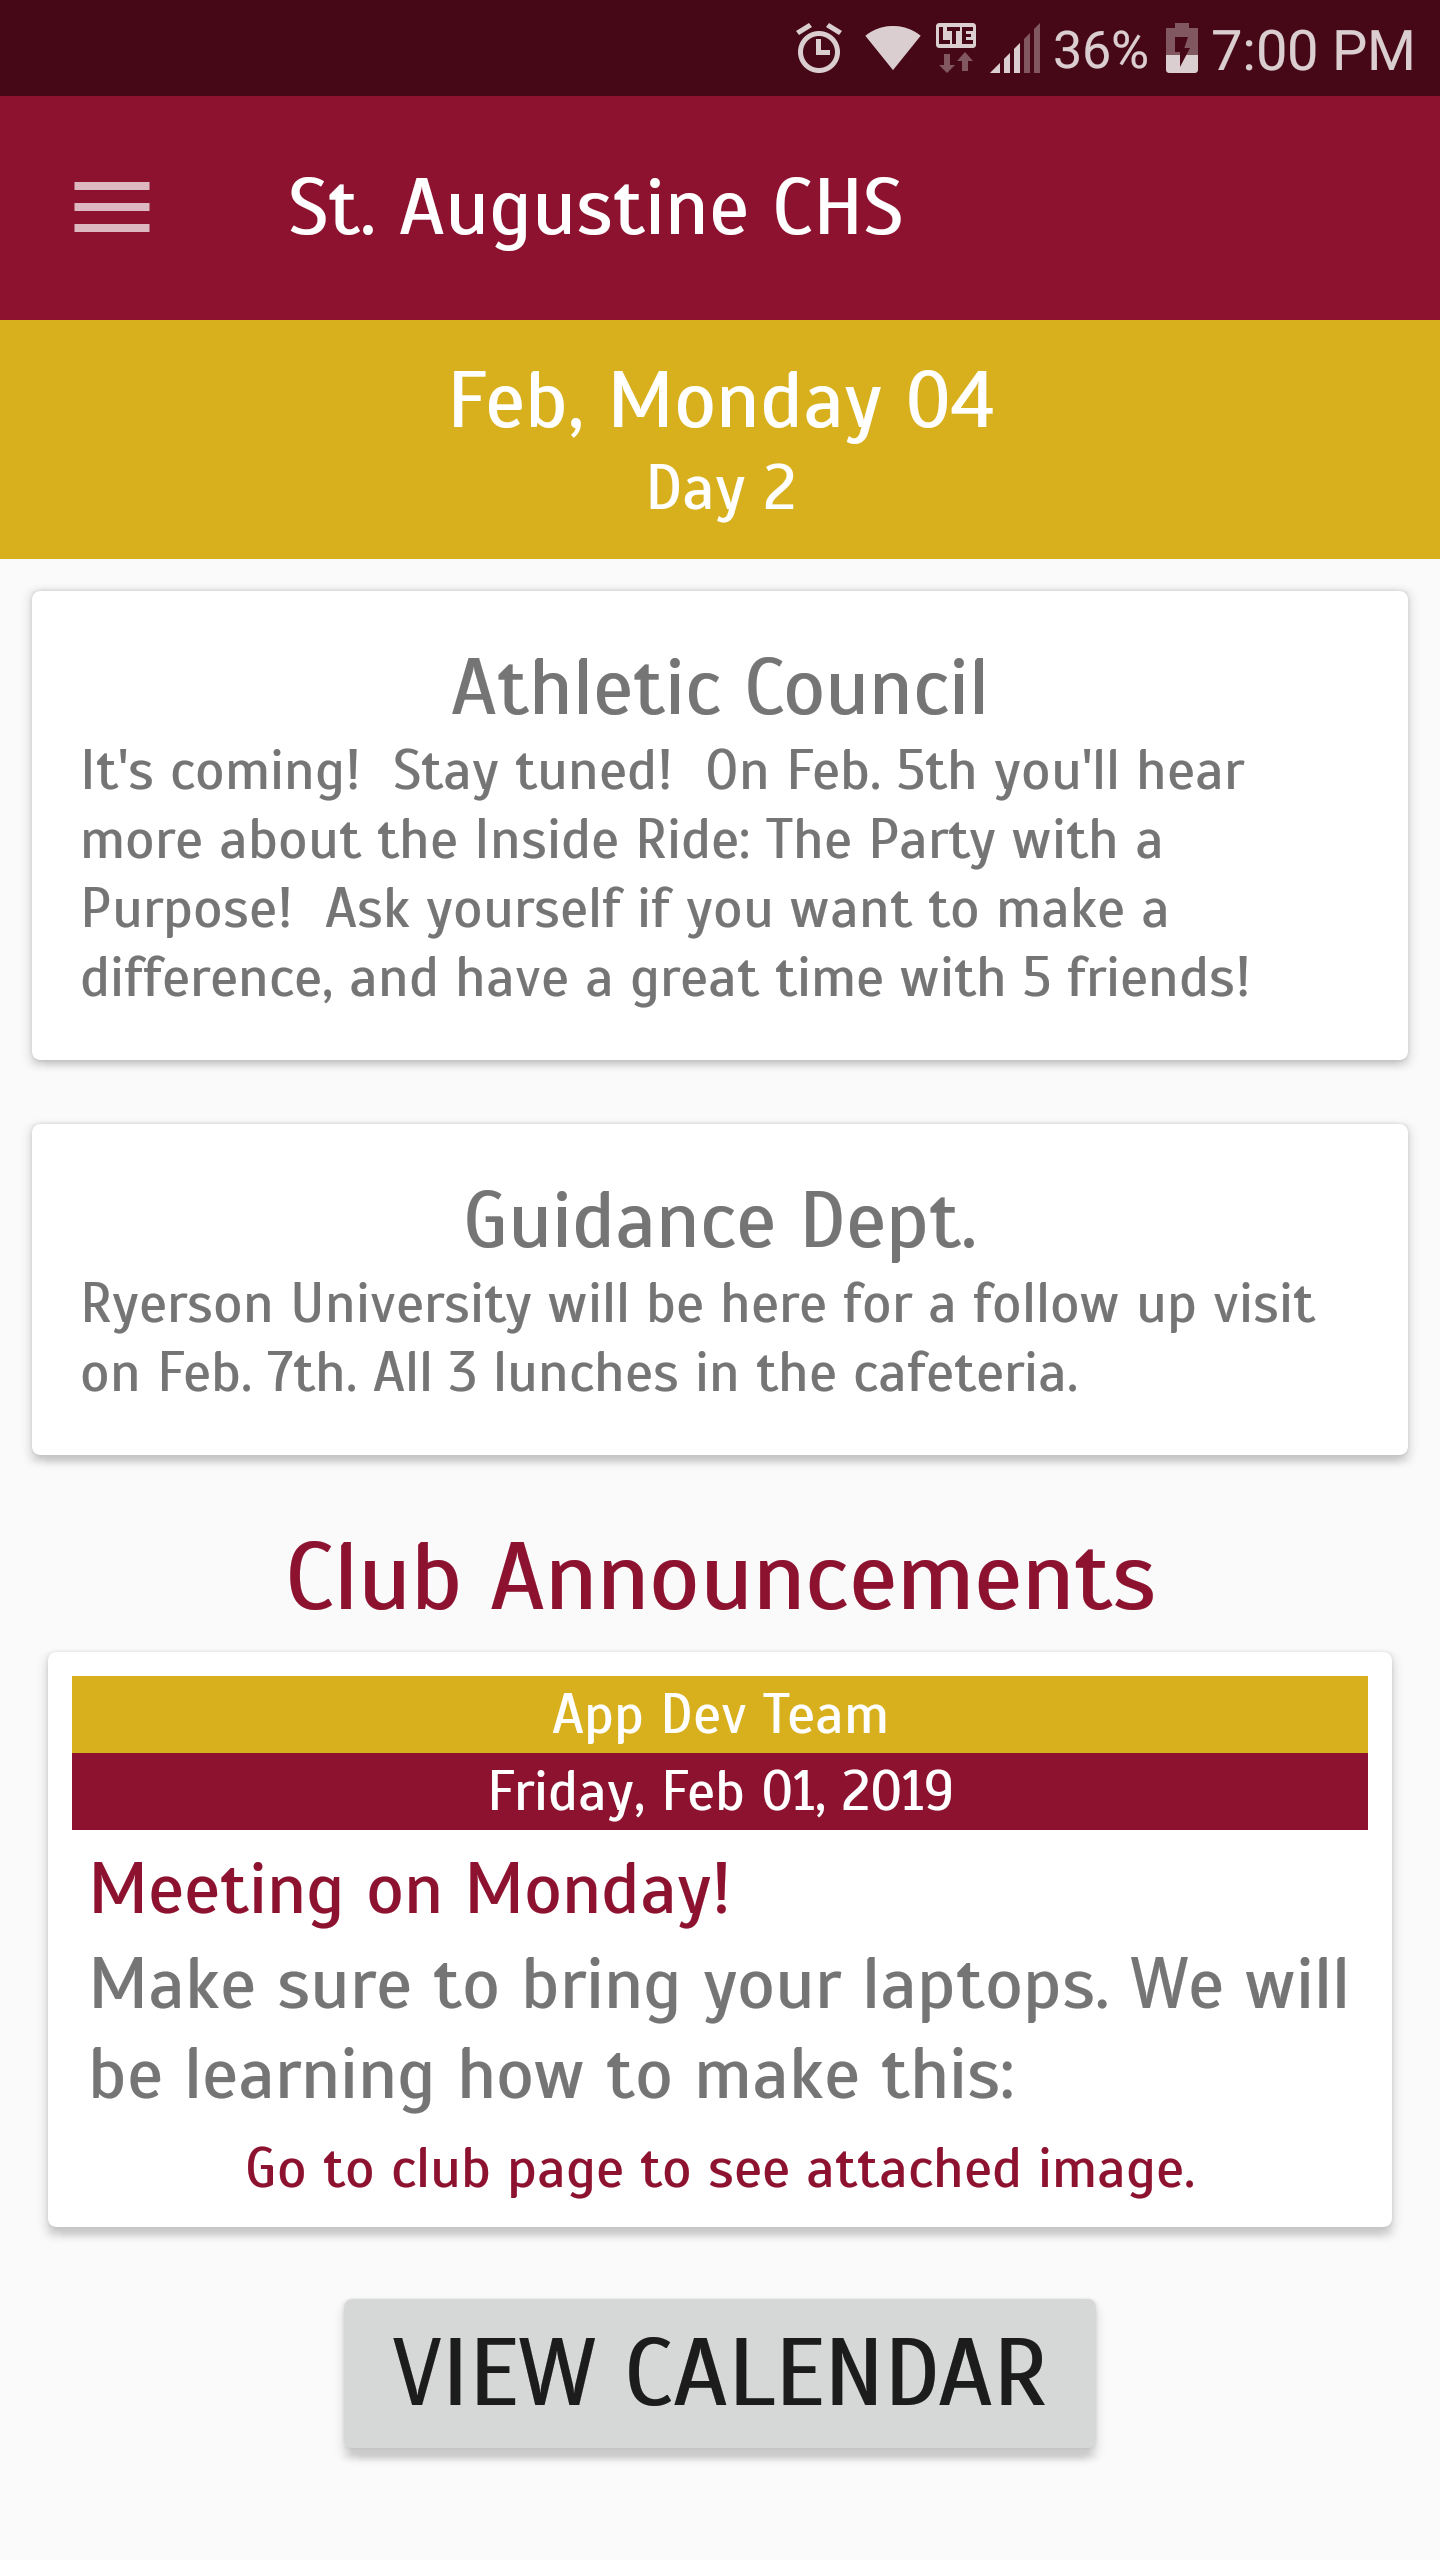 LTE 36% 7:00 PM
St. Augustine CHS
Feb, Monday 04
Day 2
Athletic Council
It's coming!  Stay tuned!  On Feb. 5th you'll hear
more about the Inside Ride: The Party with a
Purpose!  Ask yourself if you want to make a
difference, and have a great time with 5 friends!
Guidance Dept.
Ryerson University will be here for a follow up visit
on Feb. 7th. All 3 lunches in the cafeteria.
Club Announcements
App Dev Team
Friday, Feb 01, 2019
Meeting on Monday!
Make sure to bring your laptops. We will
be learning how to make this:
Go to club page to see attached image.
VIEW CALENDAR